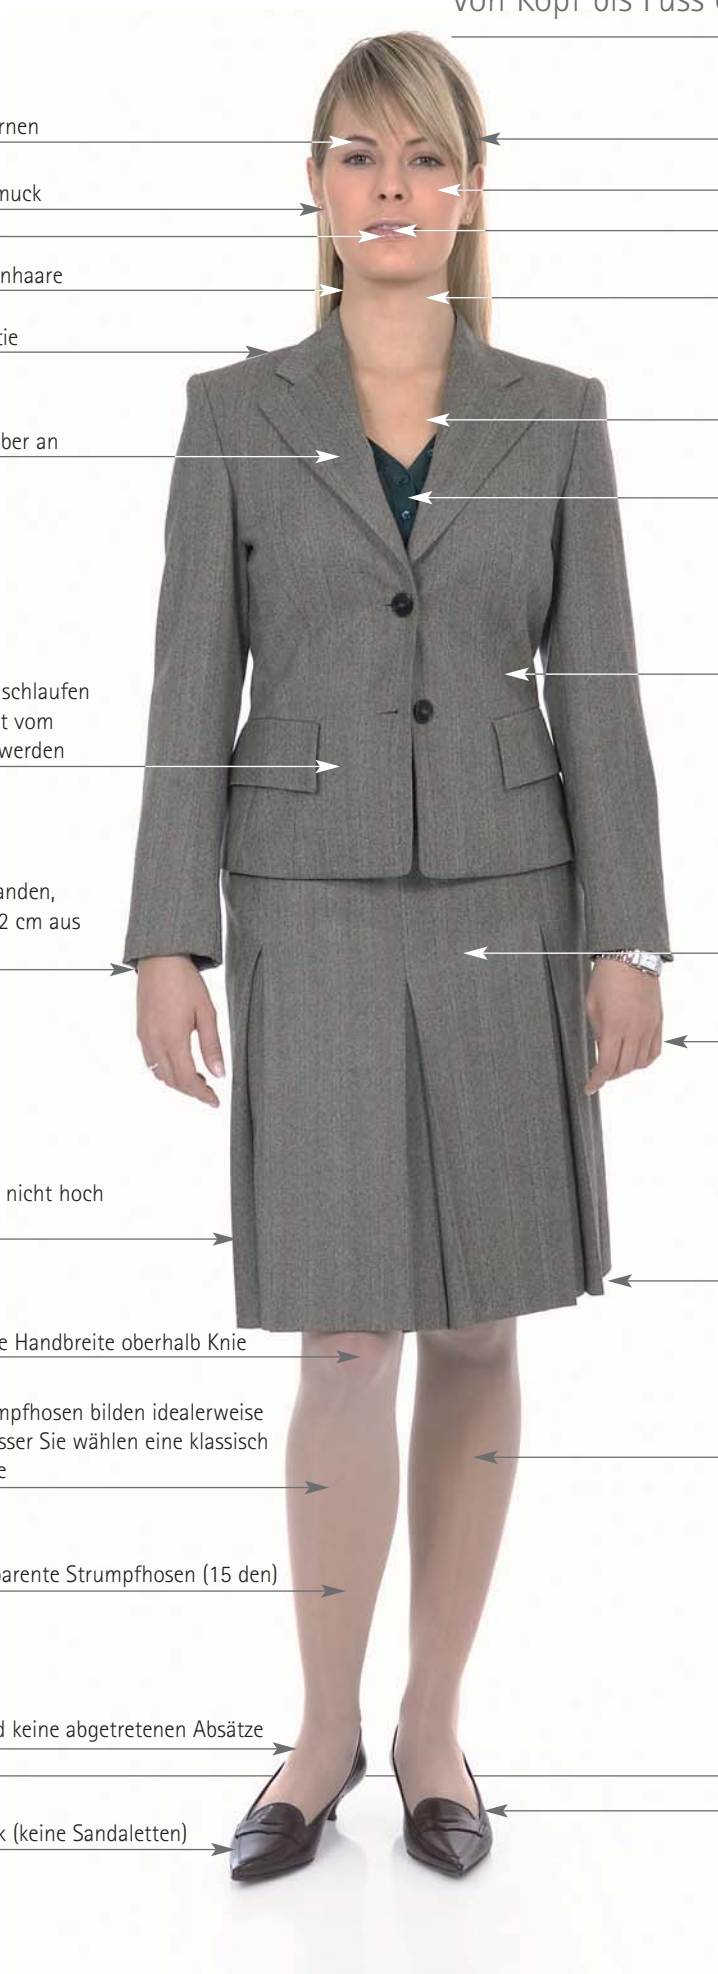 Von Kopf bis Fuss
muck
nhaare
tie
ber an
schlaufen
t vom
werden
anden,
2 cm aus
nicht hoch
e Handbreite oberhalb Knie
mpfhosen bilden idealerweise
sser Sie wählen eine klassisch
e
parente Strumpfhosen (15 den)
d keine abgetretenen Absätze
k (keine Sandaletten)